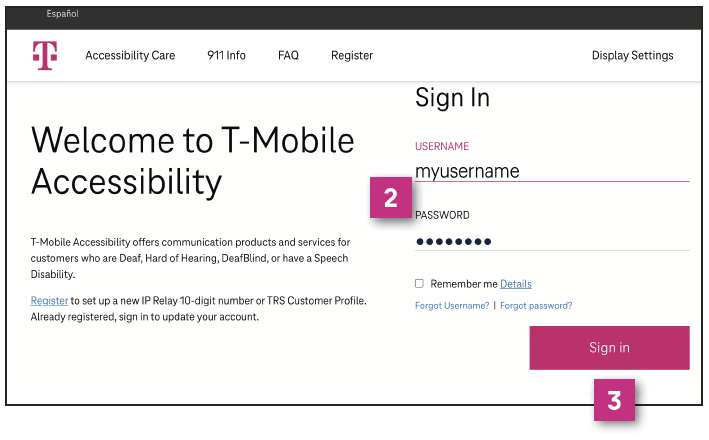 Español
T
Accessibility Care 911 Info FAQ Register Display Settings
Welcome to T-Mobile
Accessibility
T-Mobile Accessibility offers communication products and services for
customers who are Deaf, Hard of Hearing, DeafBlind, or have a Speech
Disability.
Register to set up a new IP Relay 10-digit number or TRS Customer Profile.
Already registered, sign in to update your account.
Sign In
USERNAME
myusername
2
PASSWORD
●●●●●●●●
Remember me Details
Forgot Username? | Forgot password?
Sign in
3